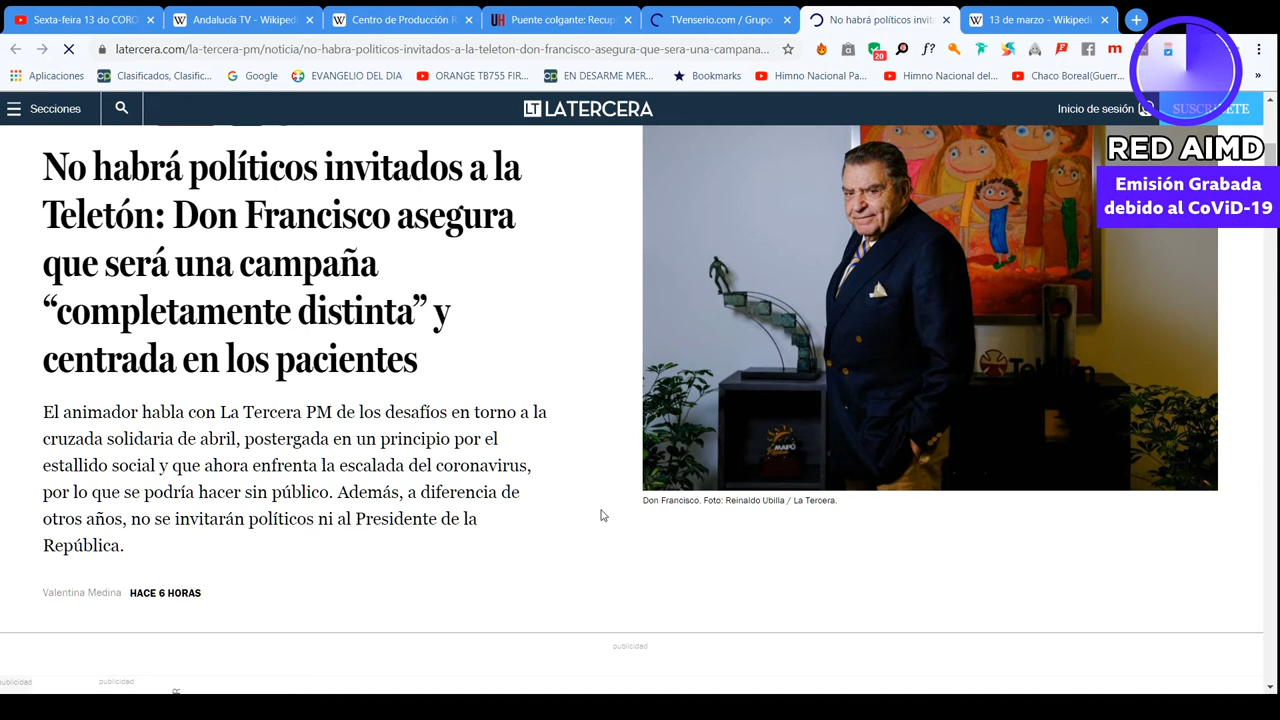 Sexta-feira 13 do CORO
Andalucía TV - Wikiped
Centro de Producción R
Puente colgante: Recup
TVenserio.com / Grupo
No habrá políticos invita
13 de marzo - Wikiped
latercera.com/la-tercera-pm/noticia/no-habra-politicos-invitados-a-la-teleton-don-francisco-asegura-que-sera-una-campana...
20
Aplicaciones
Clasificados, Clasific...
Google
EVANGELIO DEL DIA
ORANGE TB755 FIR...
EN DESARME MER...
Bookmarks
Himno Nacional Pa...
Himno Nacional del...
Chaco Boreal(Guerr...
Secciones
LT LATERCERA
Inicio de sesión
SUSCRÍBETE
RED AIMD
Emisión Grabada
debido al CoViD-19
No habrá políticos invitados a la
Teletón: Don Francisco asegura
que será una campaña
“completamente distinta” y
centrada en los pacientes
El animador habla con La Tercera PM de los desafíos en torno a la
cruzada solidaria de abril, postergada en un principio por el
estallido social y que ahora enfrenta la escalada del coronavirus,
por lo que se podría hacer sin público. Además, a diferencia de
otros años, no se invitarán políticos ni al Presidente de la
República.
Valentina Medina HACE 6 HORAS
Don Francisco. Foto: Reinaldo Ubilla / La Tercera.
publicidad
publicidad
publicidad